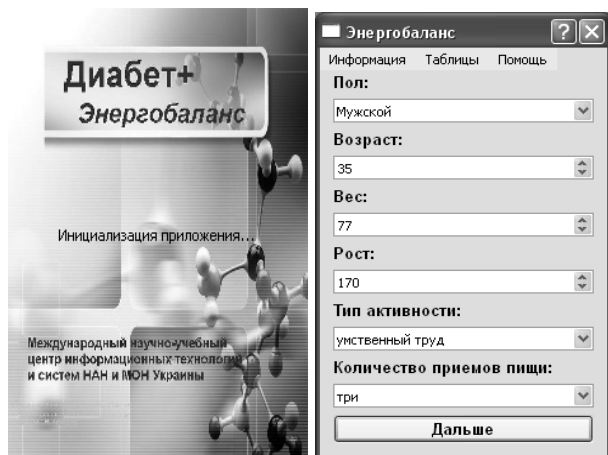 Диабет+
Энергобаланс
Инициализация приложения...
Международный научно-учебный
центр информационных технологий
и систем НАН и МОН Украины
Энергобаланс
Информация Таблицы Помощь
Пол:
Мужской
Возраст:
35
Вес:
77
Рост:
170
Тип активности:
умственный труд
Количество приемов пищи:
три
Дальше